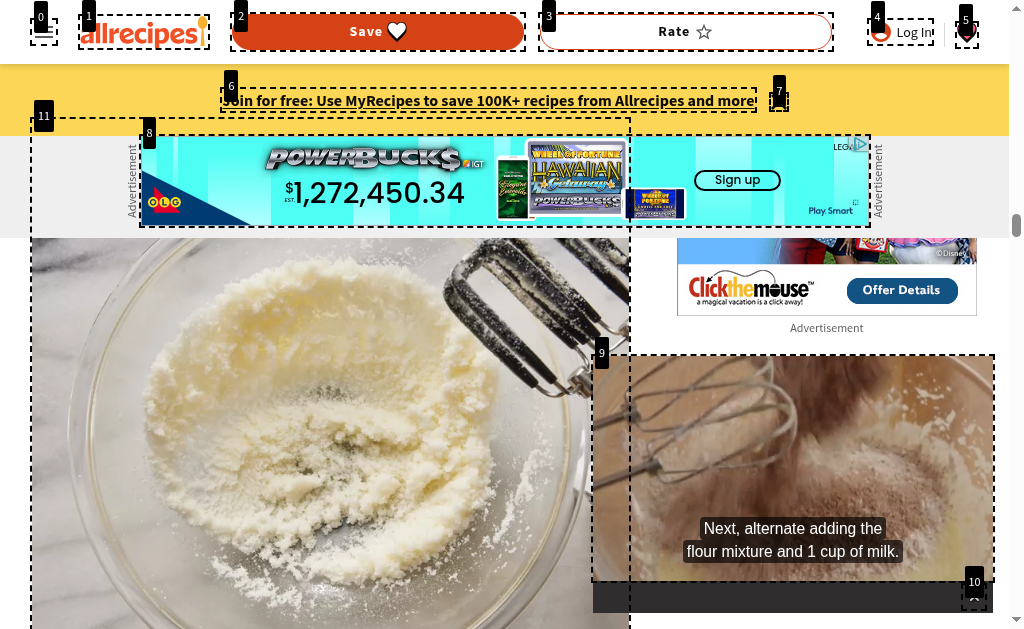 0
1
2
3
4
5
allrecipes
Save
Rate
Log In
6
7
Join for free: Use MyRecipes to save 100K+ recipes from Allrecipes and more
11
8
Advertisement
OLG
POWERBUCKS
IGT
EST.
$1,272,450.34
WHEEL OF FORTUNE
HAWAIIAN
Getaway
POWERBUCKS
Sign up
Play Smart
Advertisement
©Disney
Clickthemouse™
a magical vacation is a click away!
Offer Details
Advertisement
9
Next, alternate adding the
flour mixture and 1 cup of milk.
10